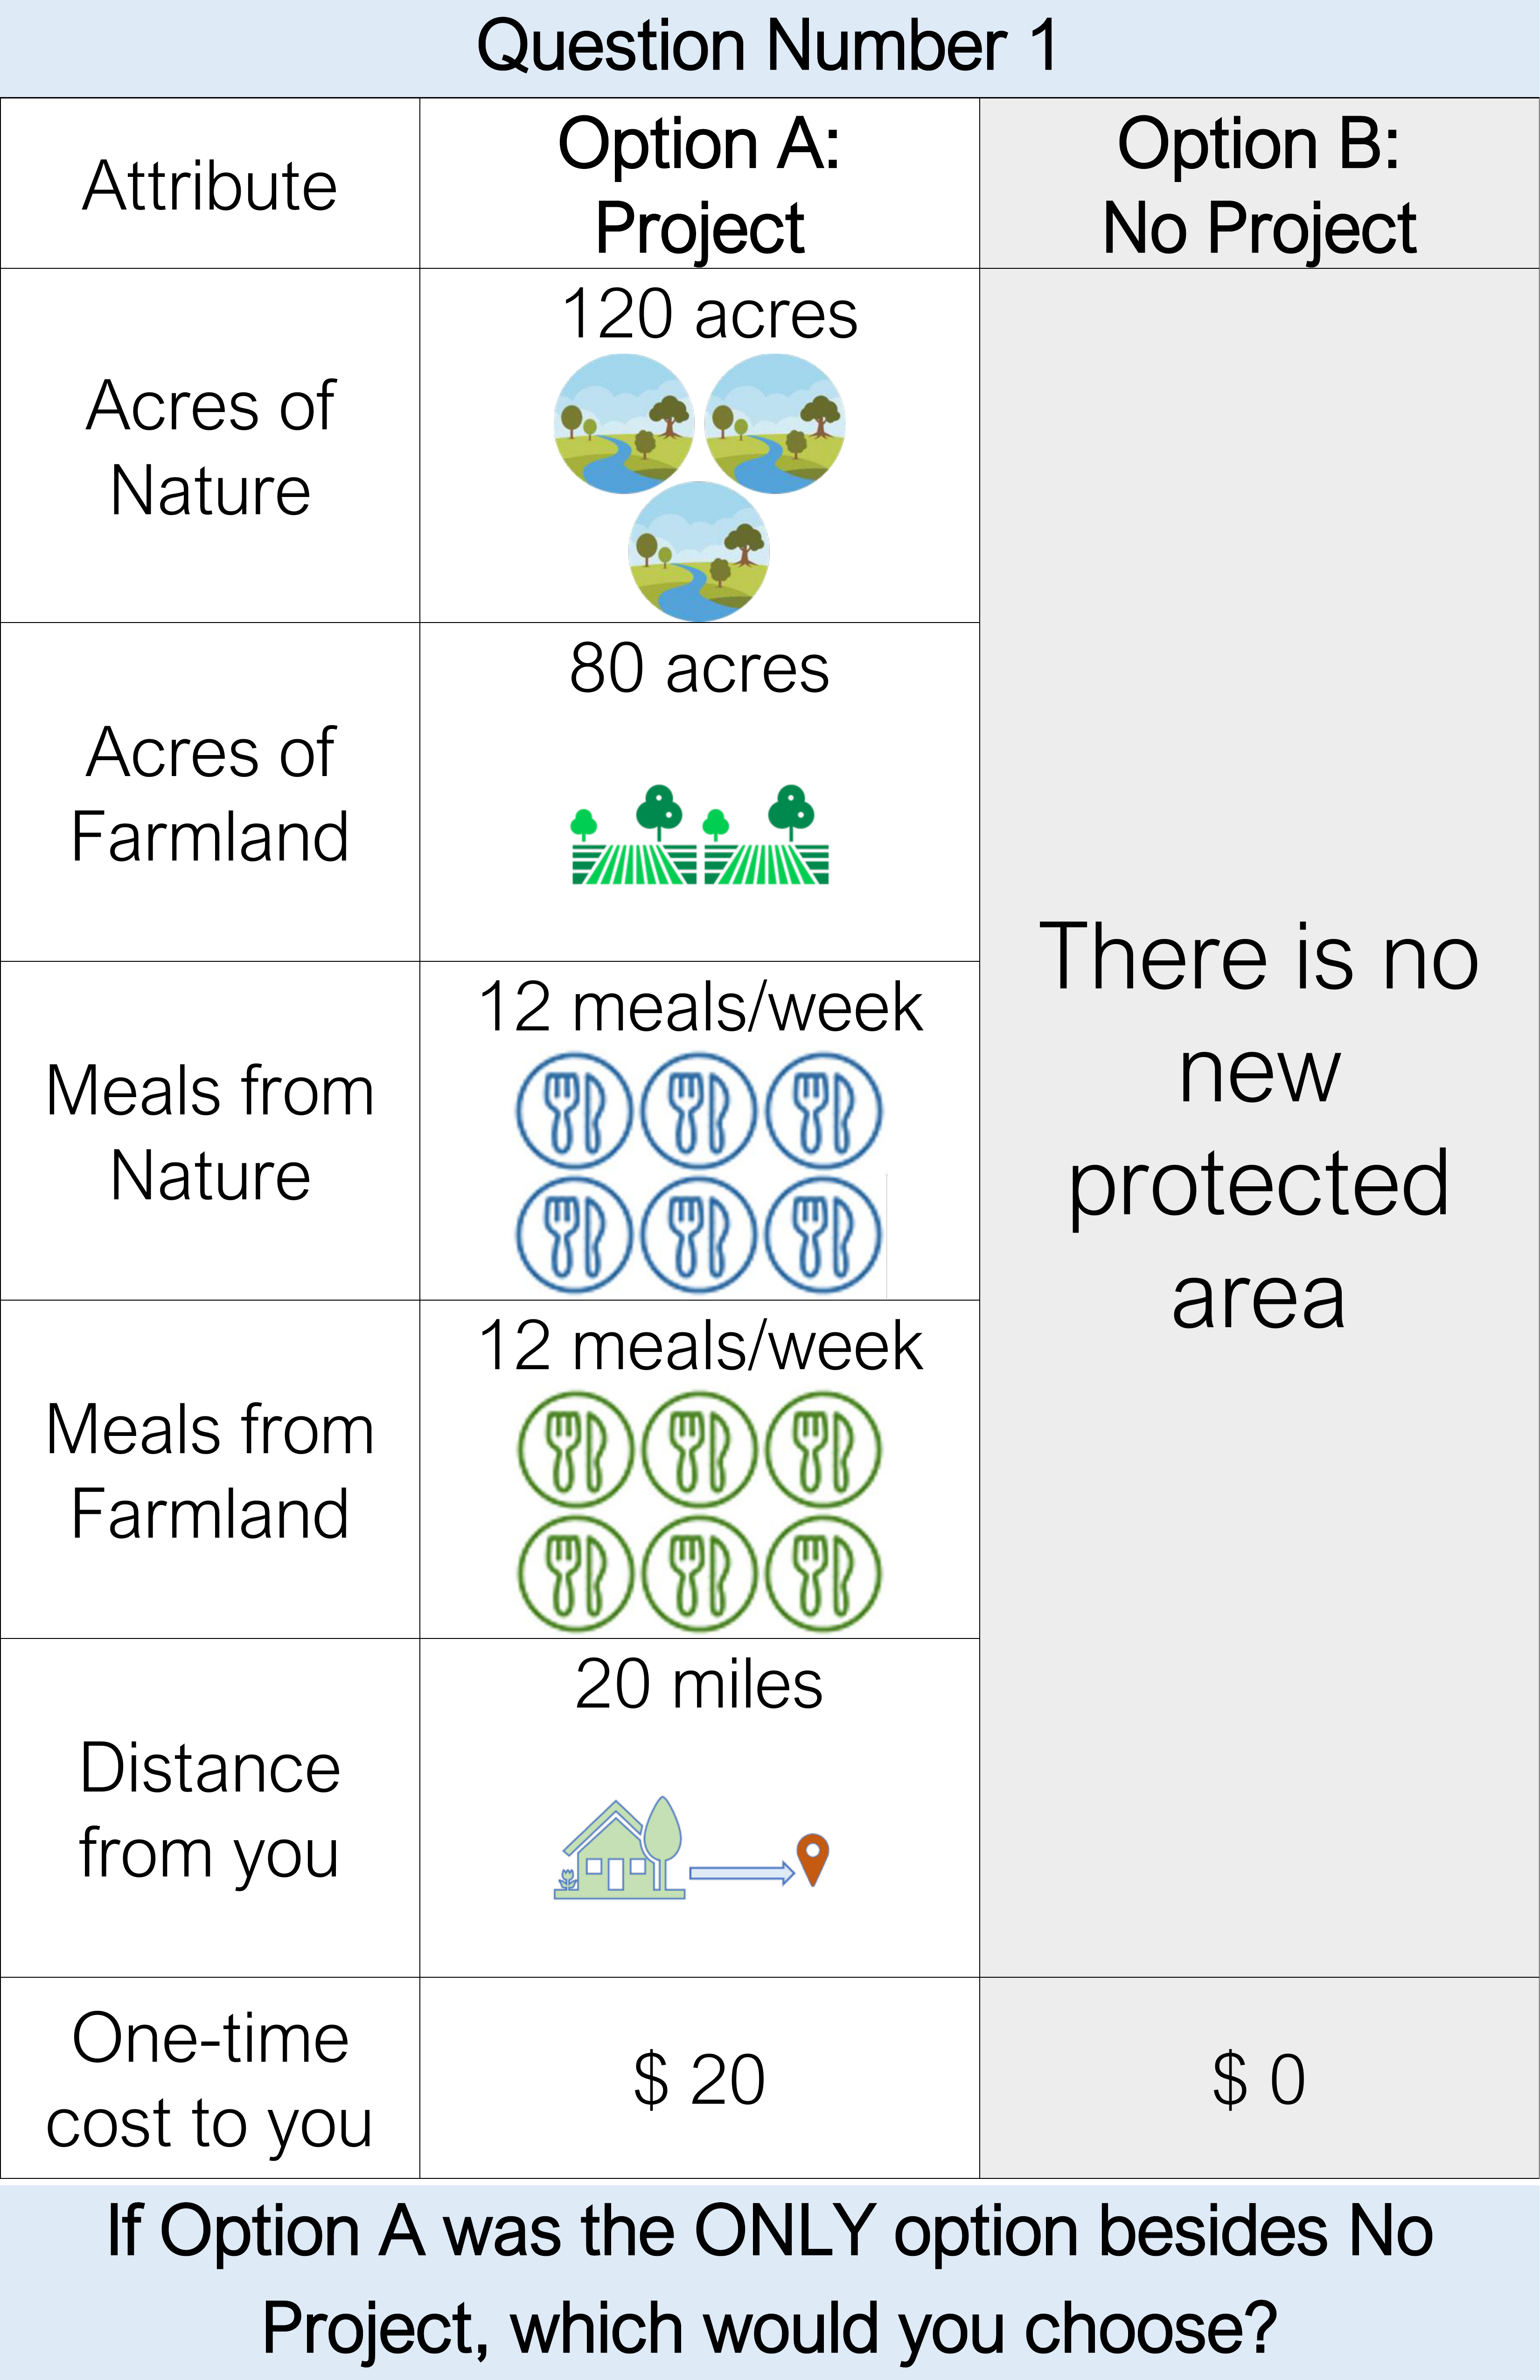 Question Number 1
Attribute
Option A:
Project
Option B:
No Project
Acres of
Nature
120 acres
Acres of
Farmland
80 acres
Meals from
Nature
12 meals/week
Meals from
Farmland
12 meals/week
Distance
from you
20 miles
There is no
new
protected
area
One-time
cost to you
$ 20
$ 0
If Option A was the ONLY option besides No
Project, which would you choose?